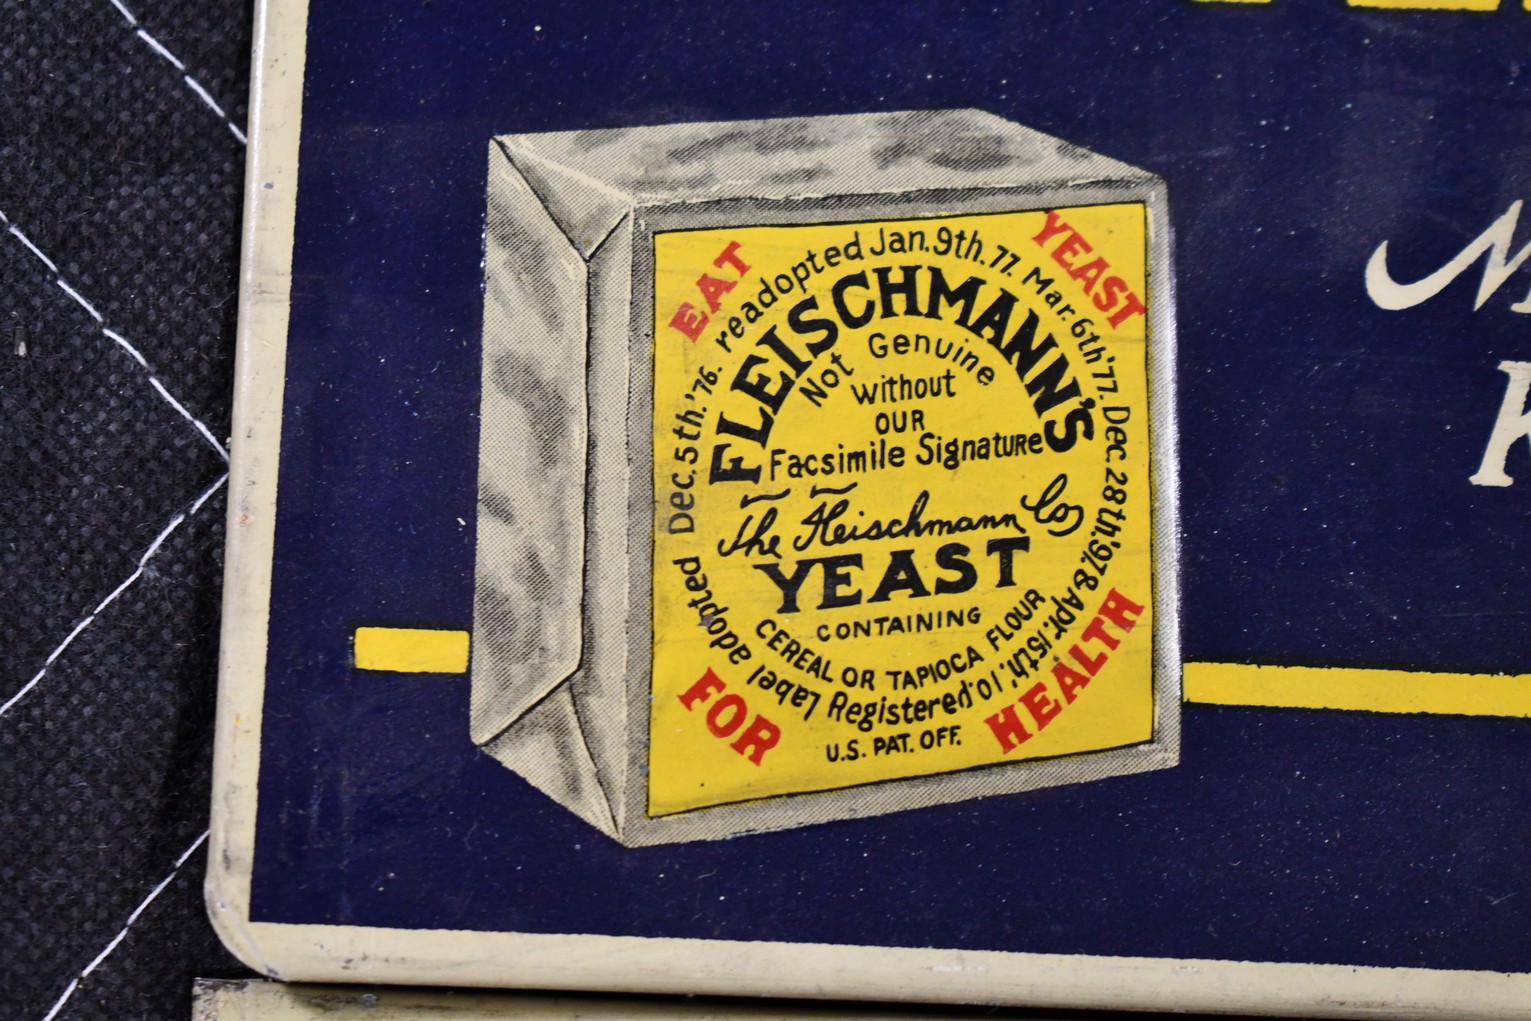 EAT
YEAST
FOR
HEALTH
Label adopted Dec. 5th. '76. readopted Jan. 9th. 77. Mar. 6th '77. Dec 28th. '97. & Apr. 15th, '01, Registered
U.S. PAT. OFF.
FLEISCHMANN'S
Not Genuine
without
OUR
Facsimile Signature
The Fleischmann Co
YEAST
CONTAINING
CEREAL OR TAPIOCA FLOUR